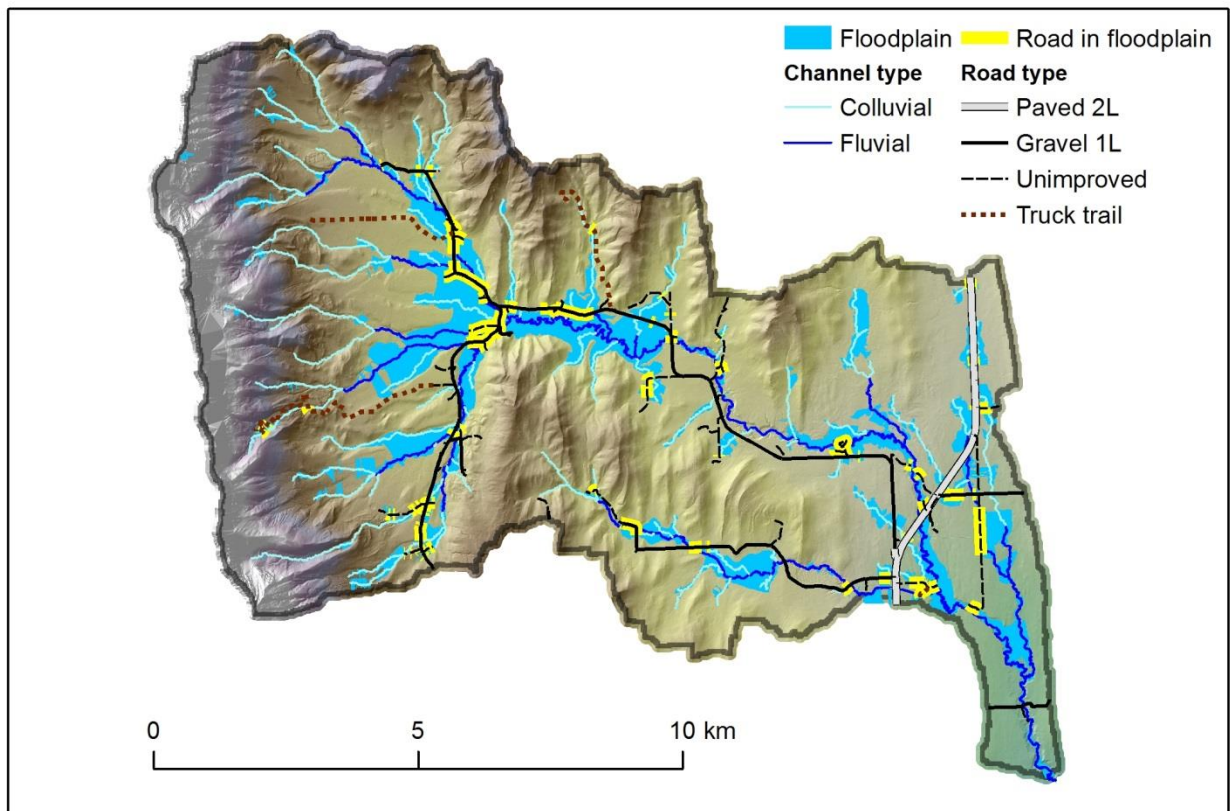 Floodplain
Road in floodplain
Channel type
Road type
Colluvial
Paved 2L
Fluvial
Gravel 1L
Unimproved
Truck trail
0 5 10 km